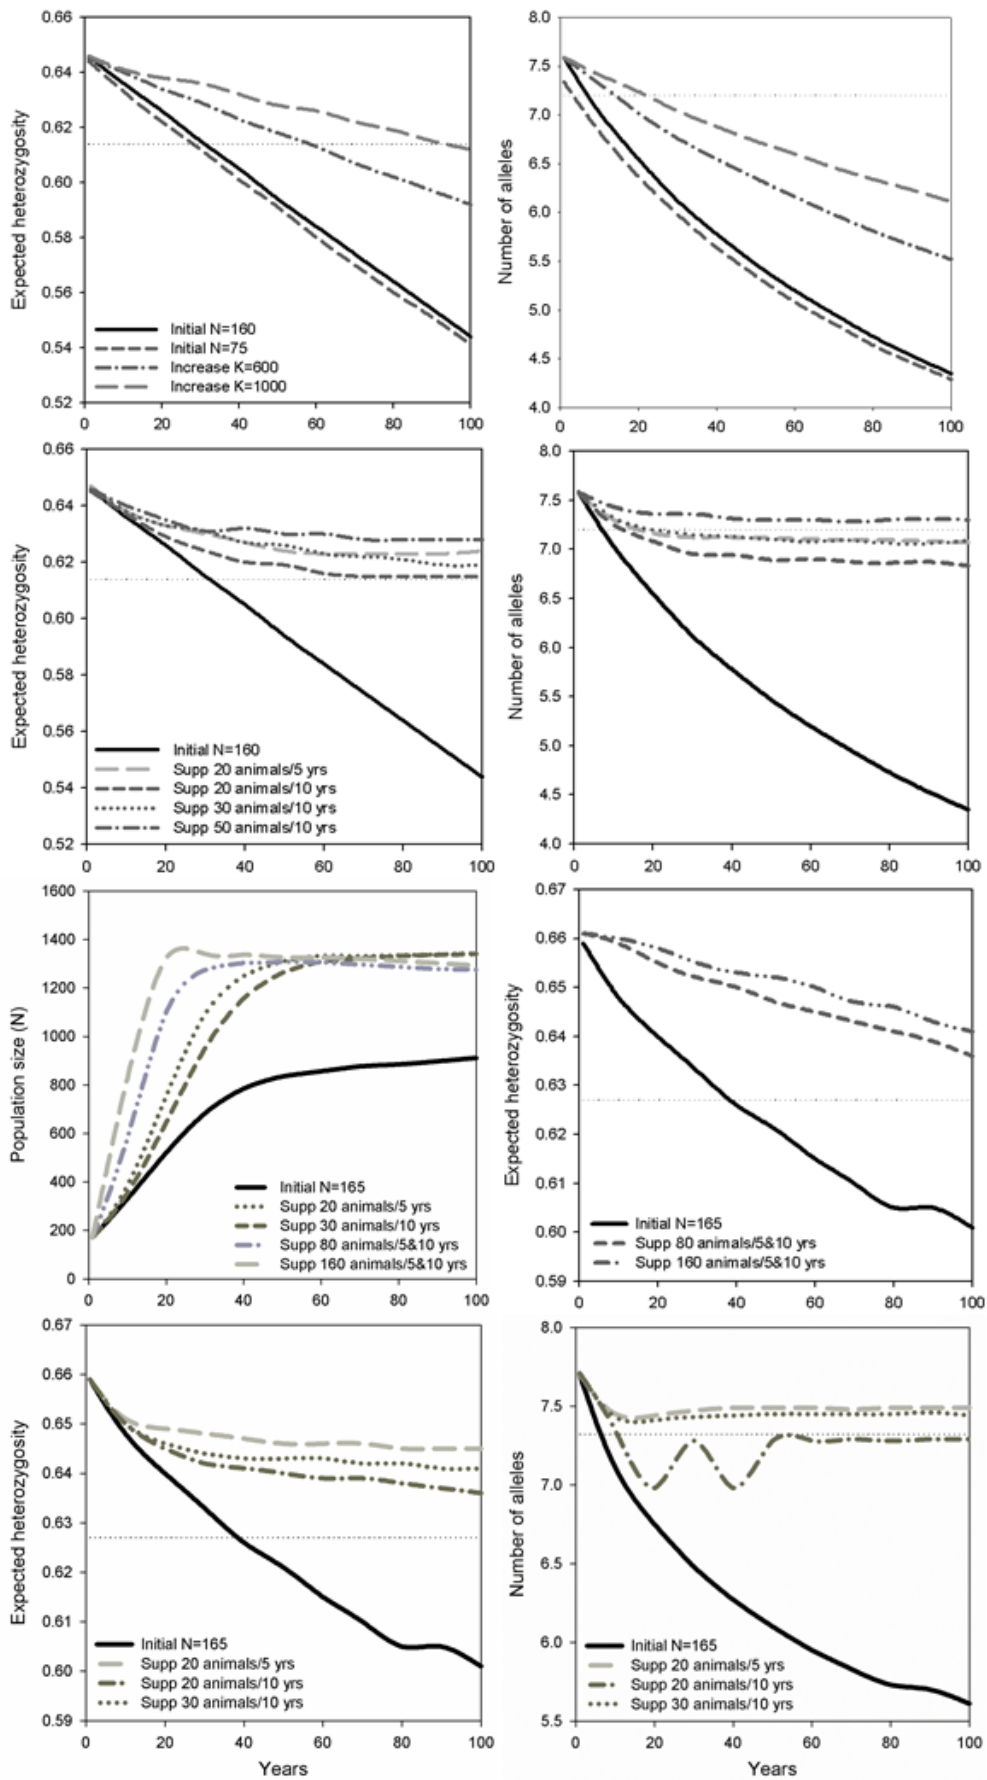 Expected heterozygosity
0.66
0.64
0.62
0.60
0.58
0.56
0.54
0.52
0 20 40 60 80 100
Initial N=160
Initial N=75
Increase K=600
Increase K=1000
Number of alleles
8.0
7.5
7.0
6.5
6.0
5.5
5.0
4.5
4.0
0 20 40 60 80 100
Expected heterozygosity
0.66
0.64
0.62
0.60
0.58
0.56
0.54
0.52
0 20 40 60 80 100
Initial N=160
Supp 20 animals/5 yrs
Supp 20 animals/10 yrs
Supp 30 animals/10 yrs
Supp 50 animals/10 yrs
Number of alleles
8.0
7.5
7.0
6.5
6.0
5.5
5.0
4.5
4.0
0 20 40 60 80 100
Population size (N)
1600
1400
1200
1000
800
600
400
200
0
0 20 40 60 80 100
Initial N=165
Supp 20 animals/5 yrs
Supp 30 animals/10 yrs
Supp 80 animals/5&10 yrs
Supp 160 animals/5&10 yrs
Expected heterozygosity
0.67
0.66
0.65
0.64
0.63
0.62
0.61
0.60
0.59
0 20 40 60 80 100
Initial N=165
Supp 80 animals/5&10 yrs
Supp 160 animals/5&10 yrs
Expected heterozygosity
0.67
0.66
0.65
0.64
0.63
0.62
0.61
0.60
0.59
0 20 40 60 80 100
Initial N=165
Supp 20 animals/5 yrs
Supp 20 animals/10 yrs
Supp 30 animals/10 yrs
Years
Number of alleles
8.0
7.5
7.0
6.5
6.0
5.5
0 20 40 60 80 100
Initial N=165
Supp 20 animals/5 yrs
Supp 20 animals/10 yrs
Supp 30 animals/10 yrs
Years